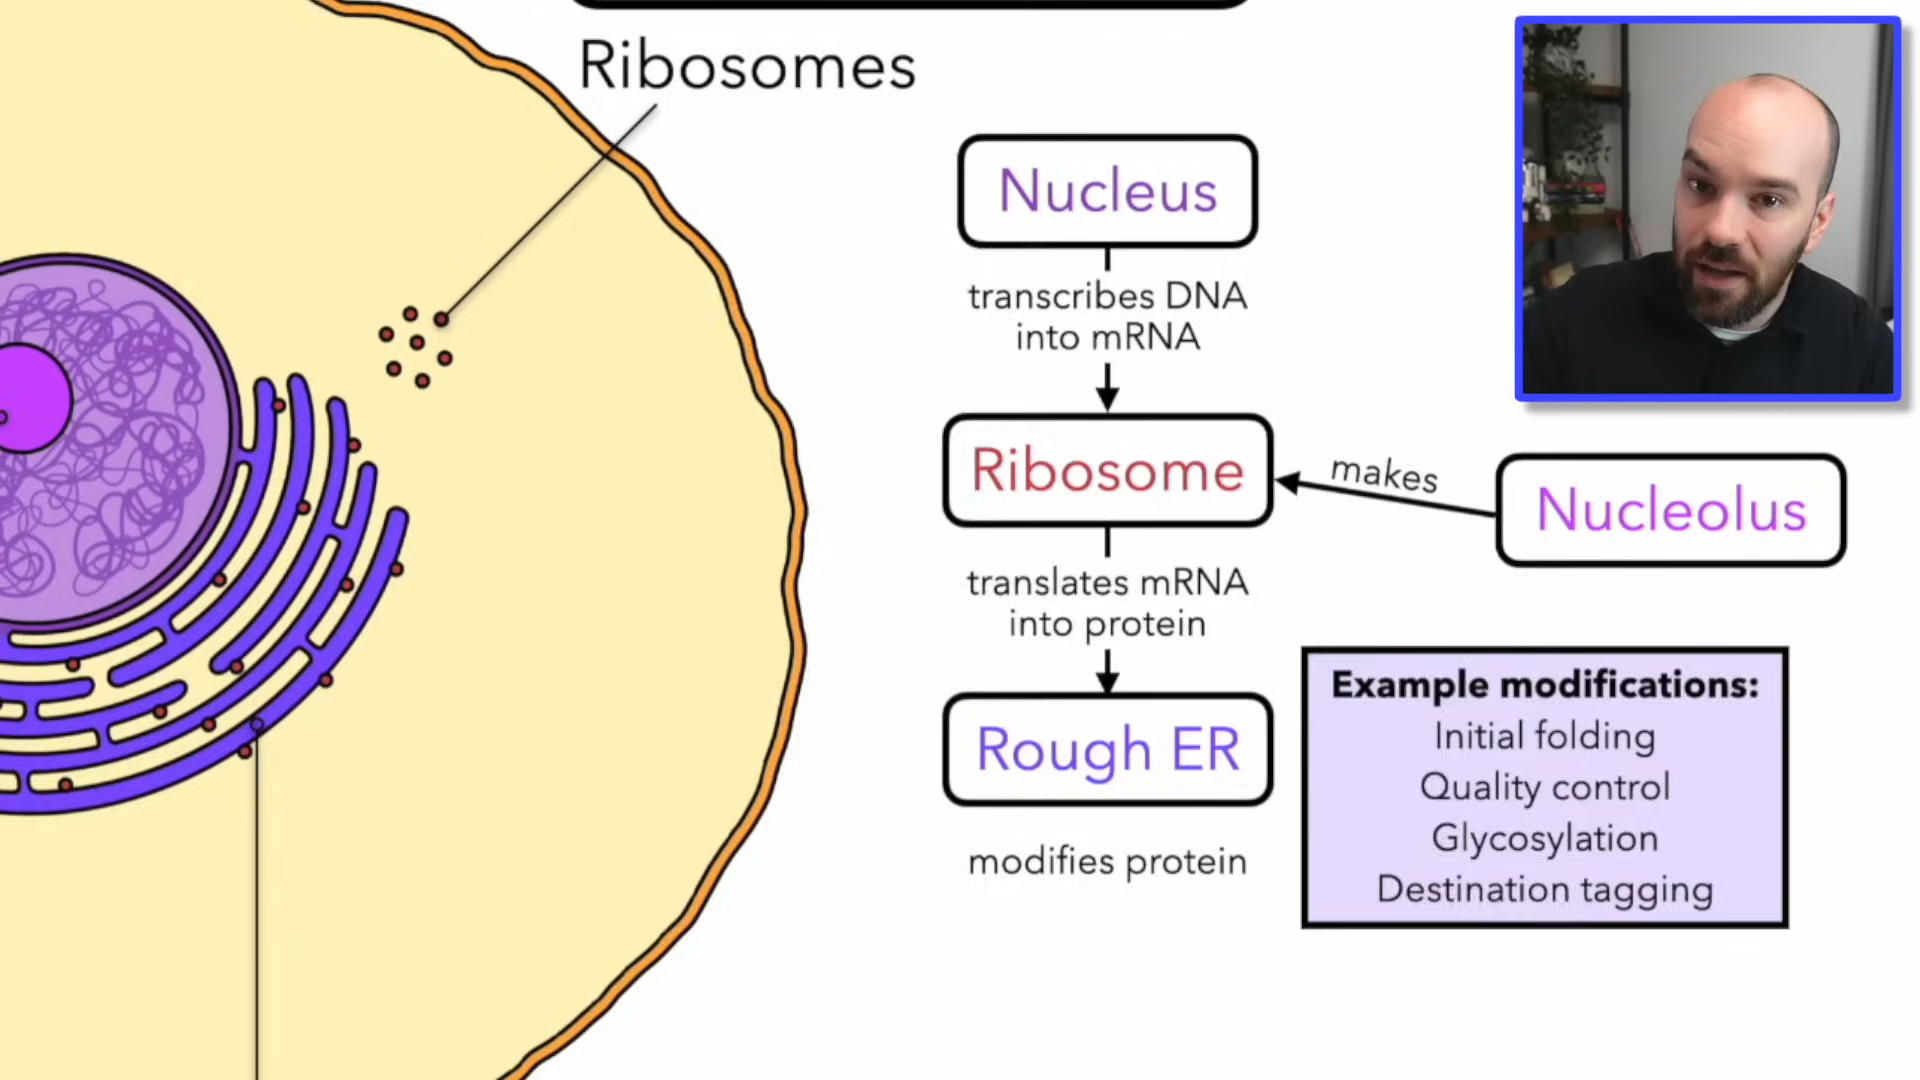 Ribosomes
Nucleus
transcribes DNA
into mRNA
Ribosome
makes
Nucleolus
translates mRNA
into protein
Rough ER
modifies protein
Example modifications:
Initial folding
Quality control
Glycosylation
Destination tagging